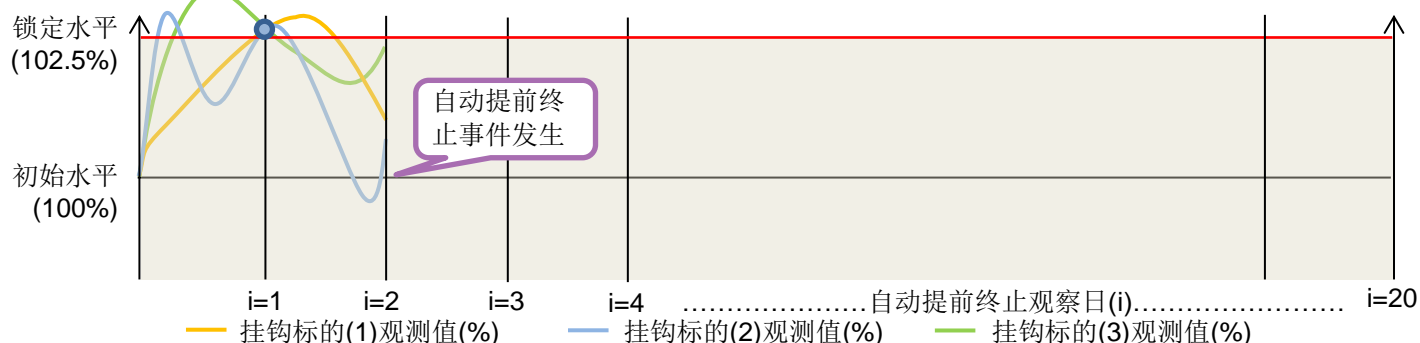 锁定水平
(102.5%)
自动提前终
止事件发生
初始水平
(100%)
i=1 i=2 i=3 i=4 …………………自动提前终止观察日(i)…………………… i=20
挂钩标的(1)观测值(%) 挂钩标的(2)观测值(%) 挂钩标的(3)观测值(%)